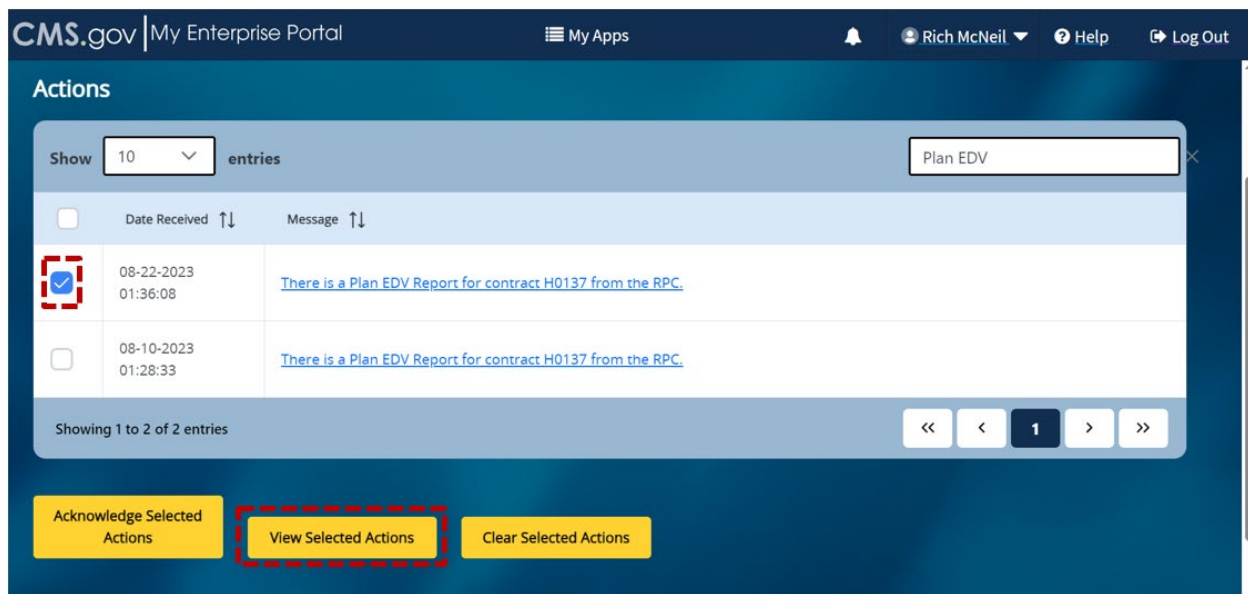 CMS.gov My Enterprise Portal My Apps Rich McNeil Help Log Out
Actions
Show 10 entries Plan EDV
Date Received Message
08-22-2023
01:36:08
There is a Plan EDV Report for contract H0137 from the RPC.
08-10-2023
01:28:33
There is a Plan EDV Report for contract H0137 from the RPC.
Showing 1 to 2 of 2 entries « < 1 > »
Acknowledge Selected
Actions
View Selected Actions
Clear Selected Actions